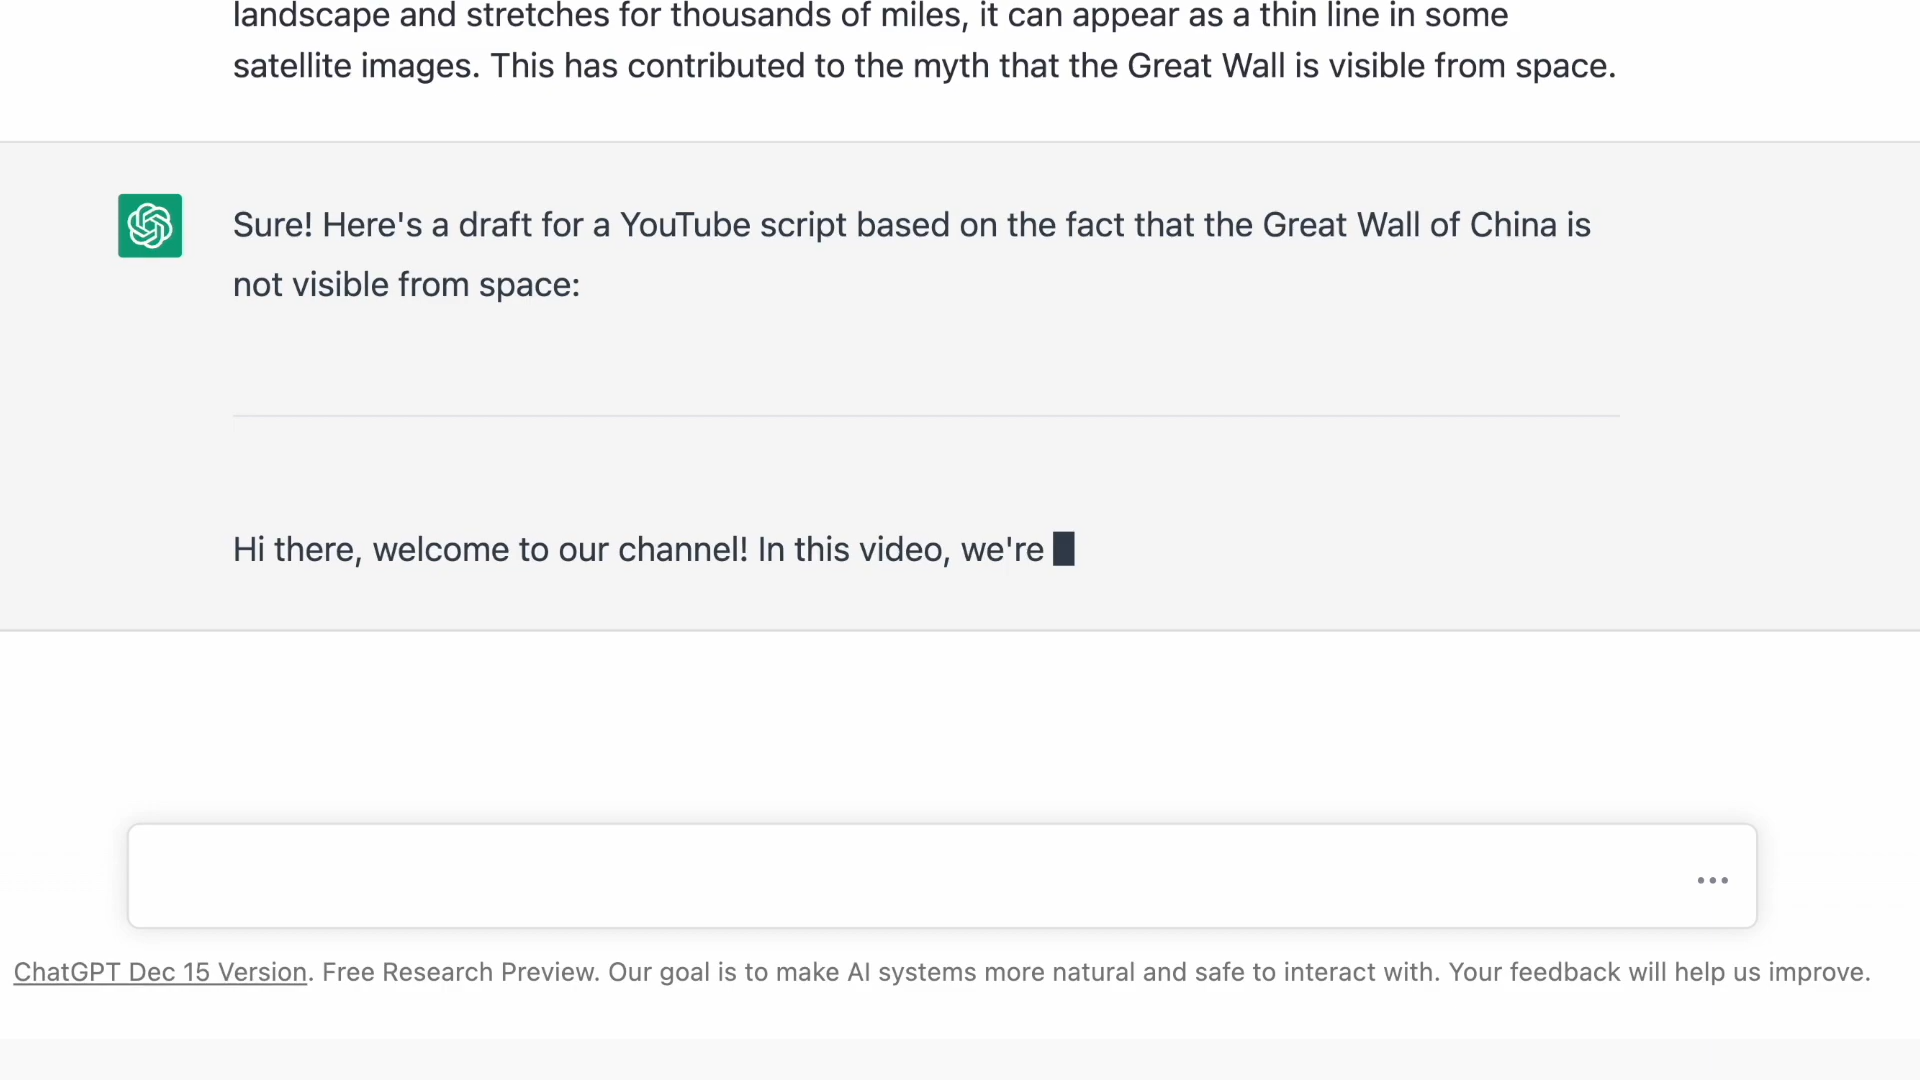 landscape and stretches for thousands of miles, it can appear as a thin line in some
satellite images. This has contributed to the myth that the Great Wall is visible from space.
Sure! Here's a draft for a YouTube script based on the fact that the Great Wall of China is
not visible from space:
Hi there, welcome to our channel! In this video, we're
ChatGPT Dec 15 Version. Free Research Preview. Our goal is to make AI systems more natural and safe to interact with. Your feedback will help us improve.